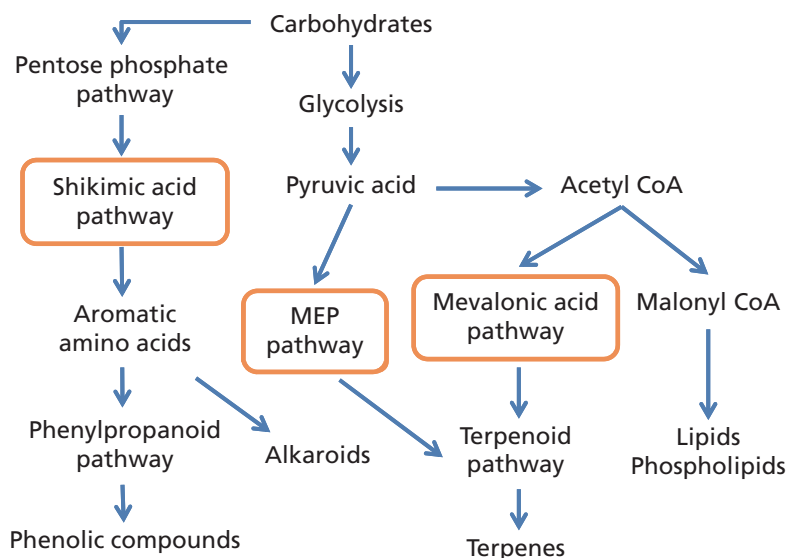 Carbohydrates
Pentose phosphate
pathway
Glycolysis
Shikimic acid
pathway
Pyruvic acid
Acetyl CoA
Aromatic
amino acids
MEP
pathway
Mevalonic acid
pathway
Malonyl CoA
Phenylpropanoid
pathway
Alkaroids
Terpenoid
pathway
Lipids
Phospholipids
Phenolic compounds
Terpenes